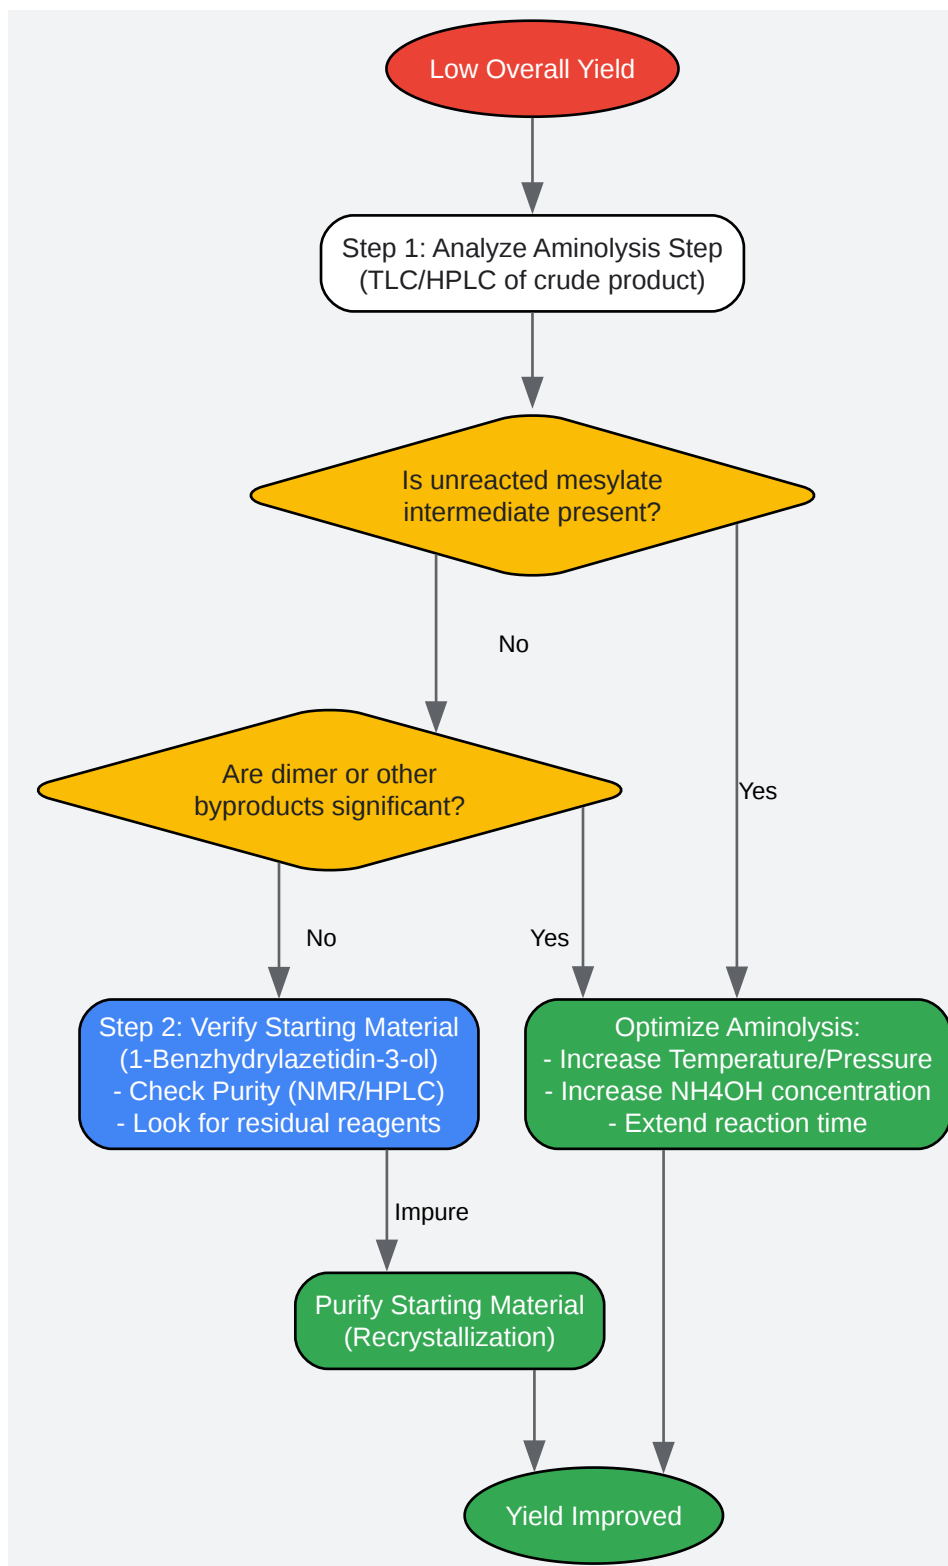 Low Overall Yield
Step 1: Analyze Aminolysis Step
(TLC/HPLC of crude product)
Is unreacted mesylate
intermediate present?
No
Are dimer or other
byproducts significant?
Yes
No
Yes
Step 2: Verify Starting Material
(1-Benzhydrylazetidin-3-ol)
- Check Purity (NMR/HPLC)
- Look for residual reagents
Optimize Aminolysis:
- Increase Temperature/Pressure
- Increase NH4OH concentration
- Extend reaction time
Impure
Purify Starting Material
(Recrystallization)
Yield Improved